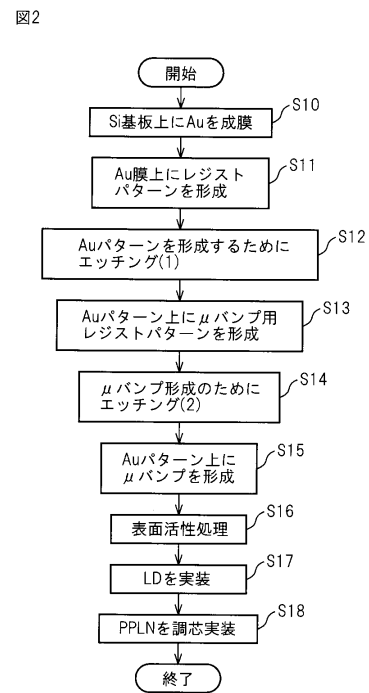 図2
開始
S10
Si基板上にAuを成膜
S11
Au膜上にレジスト
パターンを形成
S12
Auパターンを形成するために
エッチング(1)
S13
Auパターン上にμバンプ用
レジストパターンを形成
S14
μバンプ形成のために
エッチング(2)
S15
Auパターン上に
μバンプを形成
S16
表面活性処理
S17
LDを実装
S18
PPLNを調芯実装
終了